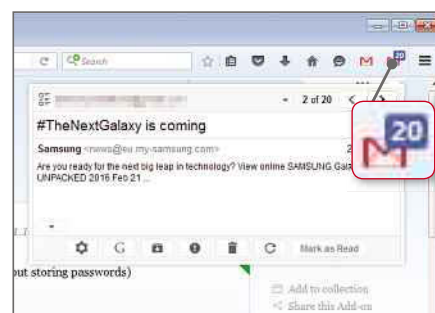 Search
20
2 of 20
#TheNextGalaxy is coming
20
Samsung <news@eu.my-samsung.com>
Are you ready for the next big leap in technology? View online SAMSUNG
UNPACKED 2016 Feb 21 ...
Mark as Read
out storing passwords)
Add to collection
Share this Add-on